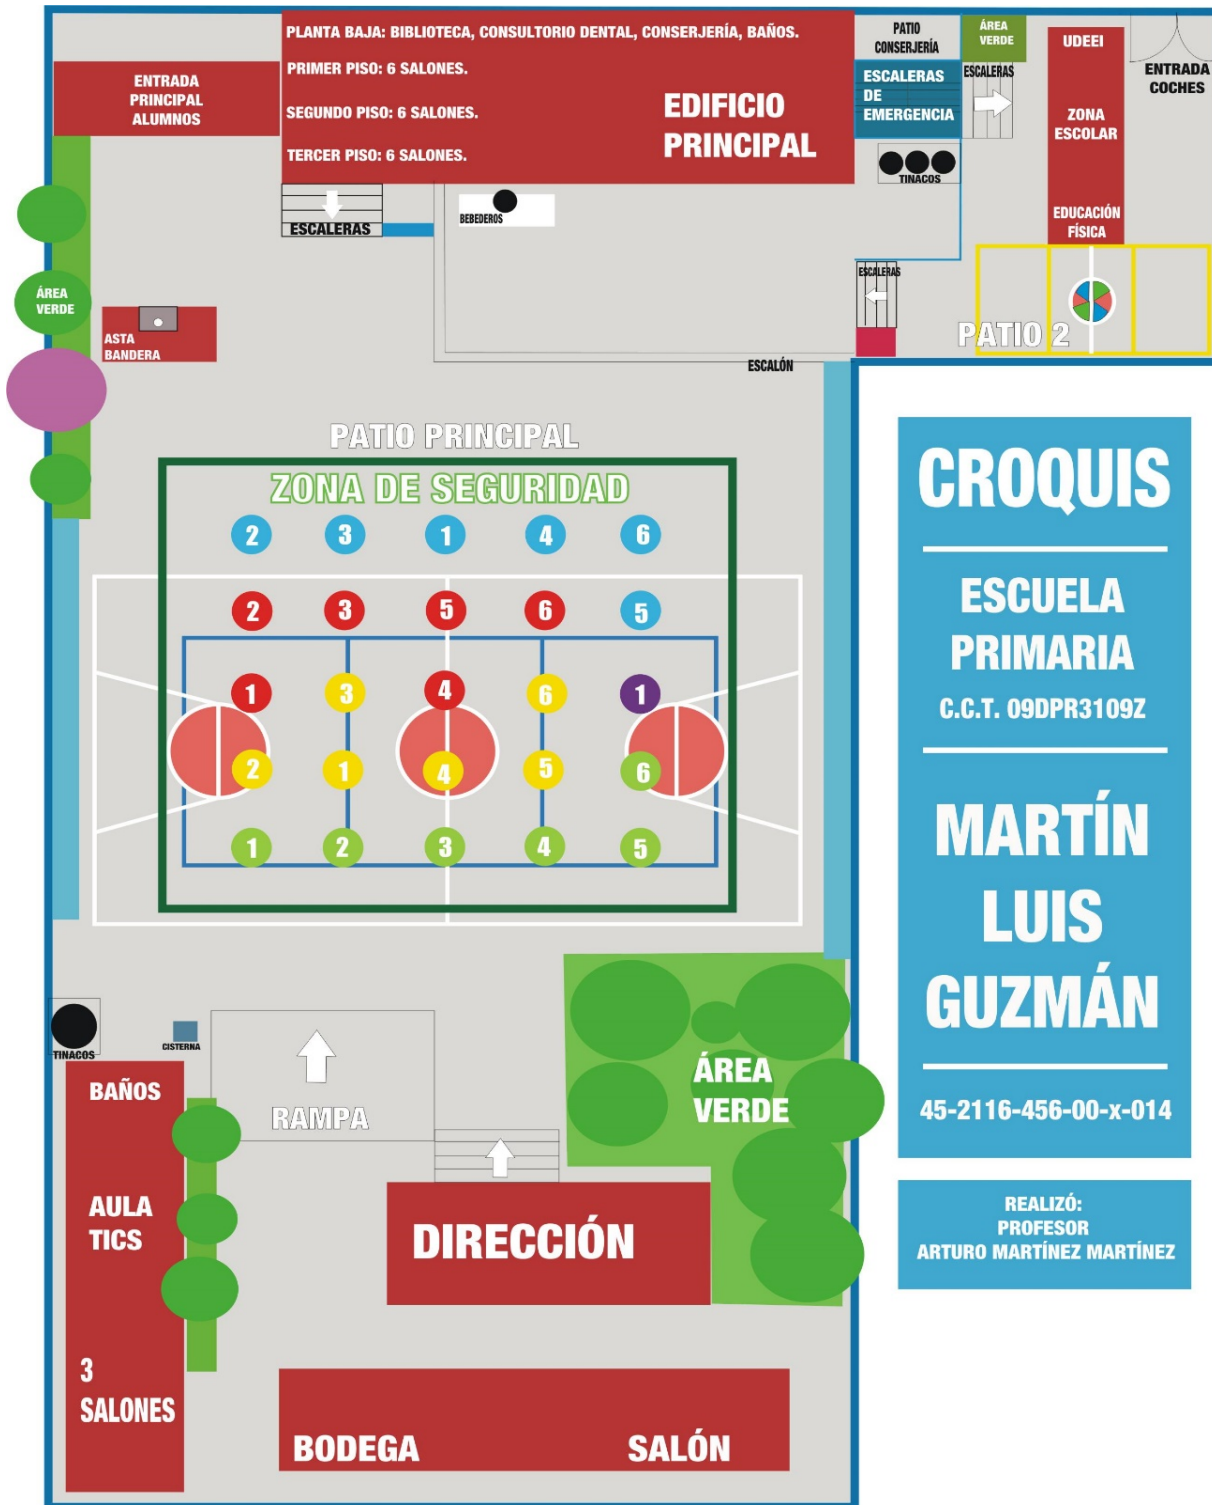 PLANTA BAJA: BIBLIOTECA, CONSULTORIO DENTAL, CONSERJERÍA, BAÑOS.
PRIMER PISO: 6 SALONES.
SEGUNDO PISO: 6 SALONES.
TERCER PISO: 6 SALONES.
EDIFICIO
PRINCIPAL
ENTRADA
PRINCIPAL
ALUMNOS
PATIO
CONSERJERÍA
ÁREA
VERDE
UDEEI
ZONA
ESCOLAR
EDUCACIÓN
FÍSICA
ENTRADA
COCHES
ESCALERAS
DE
EMERGENCIA
ESCALERAS
TINACOS
ESCALERAS
BEBEDEROS
ESCALERAS
PATIO 2
ÁREA
VERDE
ASTA
BANDERA
ESCALÓN
PATIO PRINCIPAL
ZONA DE SEGURIDAD
2 3 1 4 6
2 3 5 6 5
1 3 4 6 1
2 1 4 5 6
1 2 3 4 5
TINACOS
CISTERNA
RAMPA
ÁREA
VERDE
BAÑOS
AULA
TICS
3
SALONES
DIRECCIÓN
BODEGA
SALÓN
CROQUIS
ESCUELA
PRIMARIA
C.C.T. 09DPR3109Z
MARTÍN
LUIS
GUZMÁN
45-2116-456-00-x-014
REALIZÓ:
PROFESOR
ARTURO MARTÍNEZ MARTÍNEZ